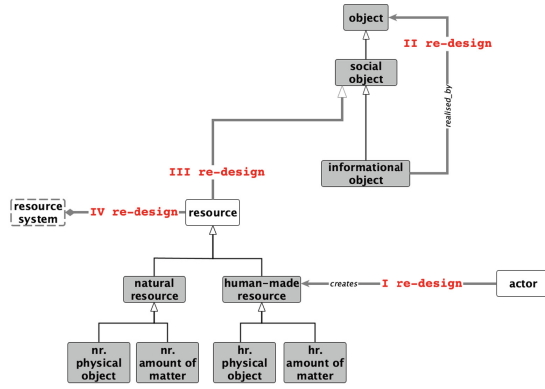 object
II re-design
social
object
realised_by
informational
object
III re-design
resource
system
IV re-design
resource
natural
resource
human-made
resource
creates
I re-design
actor
nr.
physical
object
nr.
amount of
matter
hr.
physical
object
hr.
amount of
matter